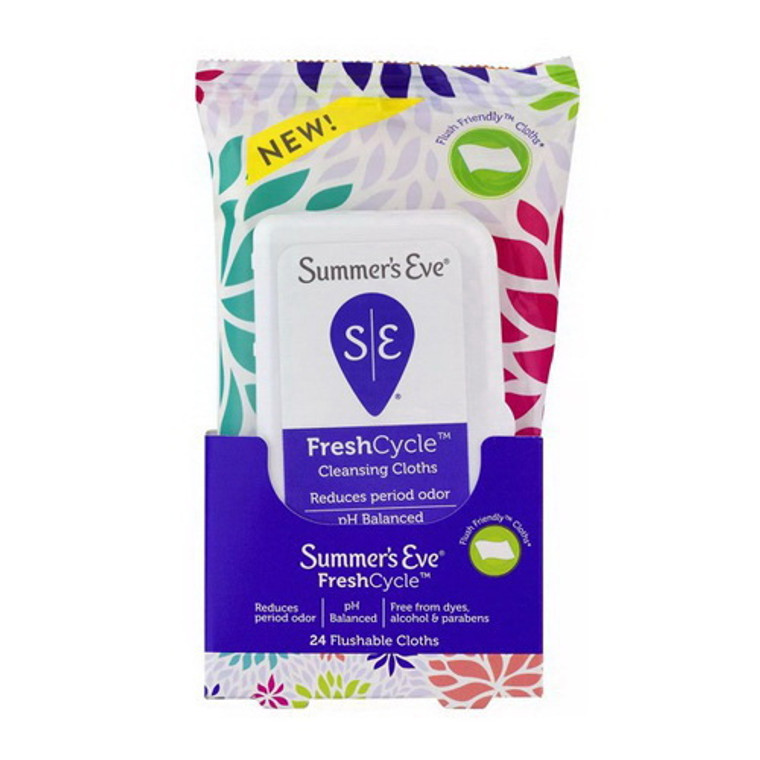 NEW!
Flush Friendly™ Cloths*
Summer's Eve®
S|E
®
FreshCycle™
Cleansing Cloths
Reduces period odor
pH Balanced
Flush Friendly™ Cloths*
Summer's Eve®
FreshCycle™
Reduces
period odor
pH
Balanced
Free from dyes,
alcohol & parabens
24 Flushable Cloths